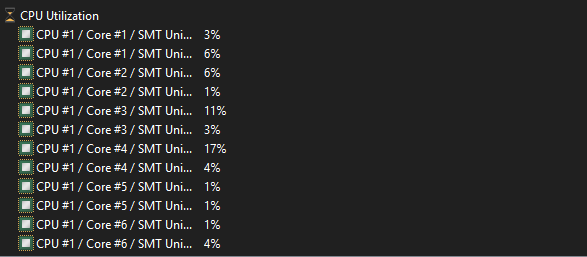 CPU Utilization
CPU #1 / Core #1 / SMT Uni... 3%
CPU #1 / Core #1 / SMT Uni... 6%
CPU #1 / Core #2 / SMT Uni... 6%
CPU #1 / Core #2 / SMT Uni... 1%
CPU #1 / Core #3 / SMT Uni... 11%
CPU #1 / Core #3 / SMT Uni... 3%
CPU #1 / Core #4 / SMT Uni... 17%
CPU #1 / Core #4 / SMT Uni... 4%
CPU #1 / Core #5 / SMT Uni... 1%
CPU #1 / Core #5 / SMT Uni... 1%
CPU #1 / Core #6 / SMT Uni... 1%
CPU #1 / Core #6 / SMT Uni... 4%